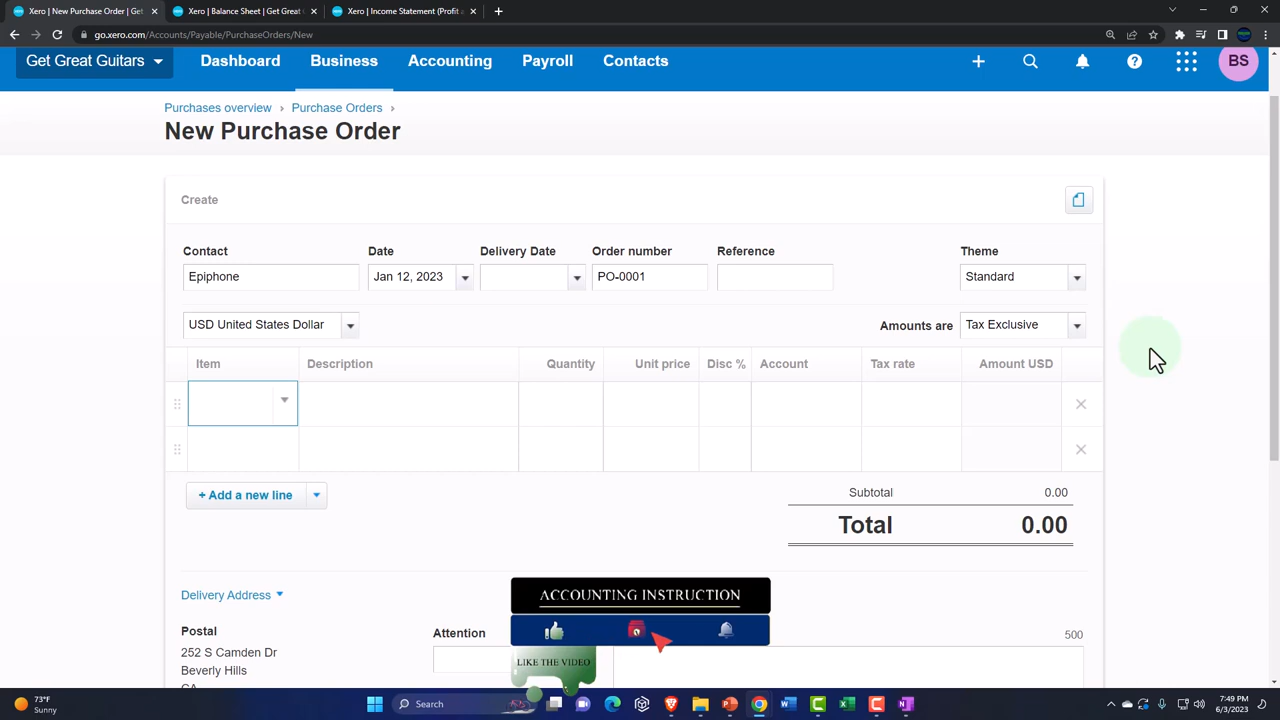 Xero | New Purchase Order | Get
Xero | Balance Sheet | Get Great
Xero | Income Statement (Profit a
go.xero.com/Accounts/Payable/PurchaseOrders/New
Get Great Guitars
Dashboard
Business
Accounting
Payroll
Contacts
BS
Purchases overview › Purchase Orders ›
New Purchase Order
Create
Contact Date Delivery Date Order number Reference Theme
Epiphone Jan 12, 2023 PO-0001 Standard
USD United States Dollar Amounts are Tax Exclusive
Item Description Quantity Unit price Disc % Account Tax rate Amount USD
+ Add a new line
Subtotal 0.00
Total 0.00
Delivery Address
ACCOUNTING INSTRUCTION
Postal Attention 500
252 S Camden Dr
LIKE THE VIDEO
Beverly Hills
CA
73°F
Sunny
Search
7:49 PM
6/3/2023